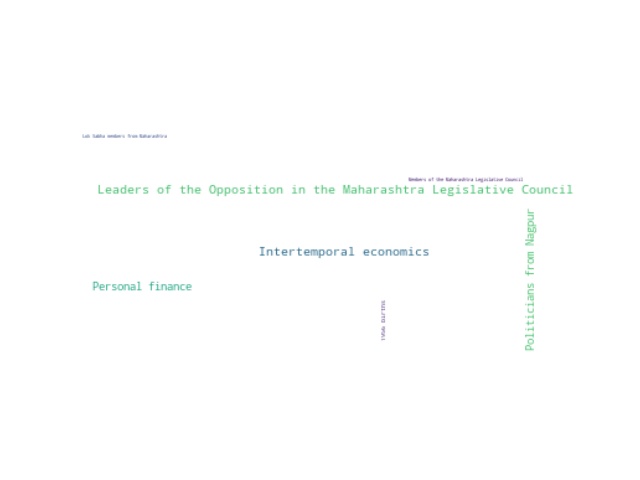 Lok Sabha members from Maharashtra
Members of the Maharashtra Legislative Council
Leaders of the Opposition in the Maharashtra Legislative Council
Politicians from Nagpur
Intertemporal economics
Personal finance
births